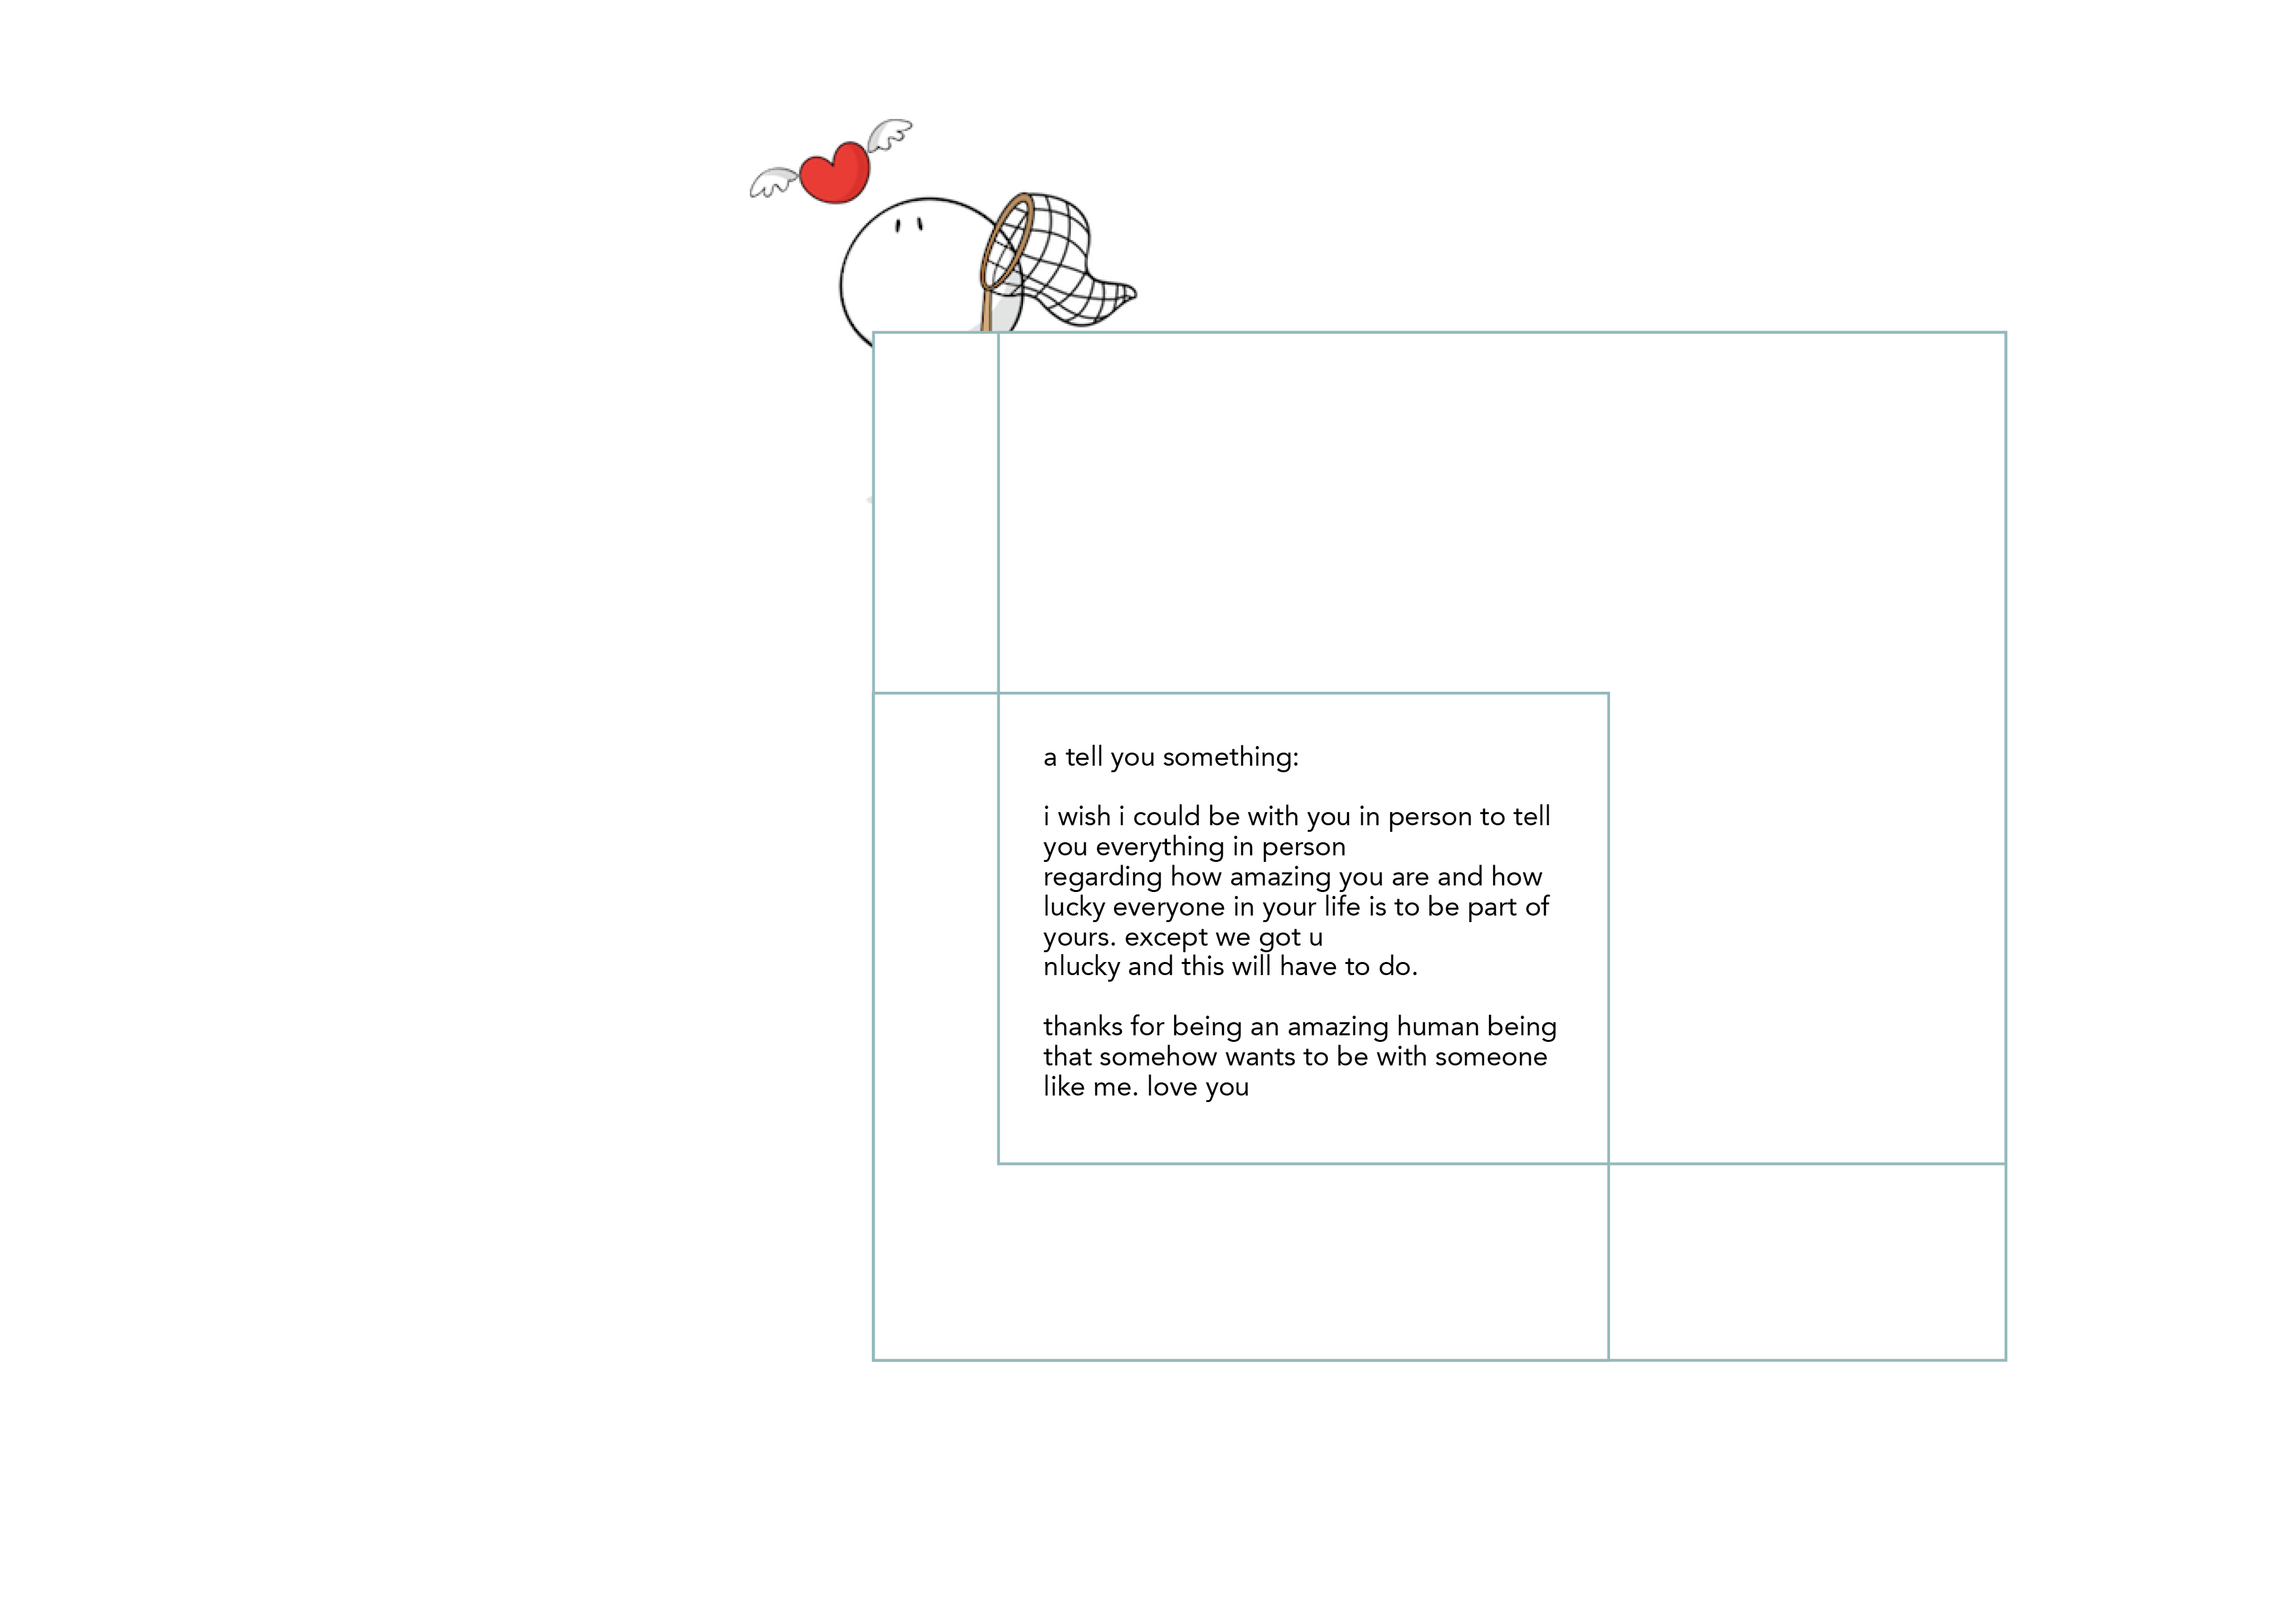 a tell you something:
i wish i could be with you in person to tell
you everything in person
regarding how amazing you are and how
lucky everyone in your life is to be part of
yours. except we got u
nlucky and this will have to do.
thanks for being an amazing human being
that somehow wants to be with someone
like me. love you